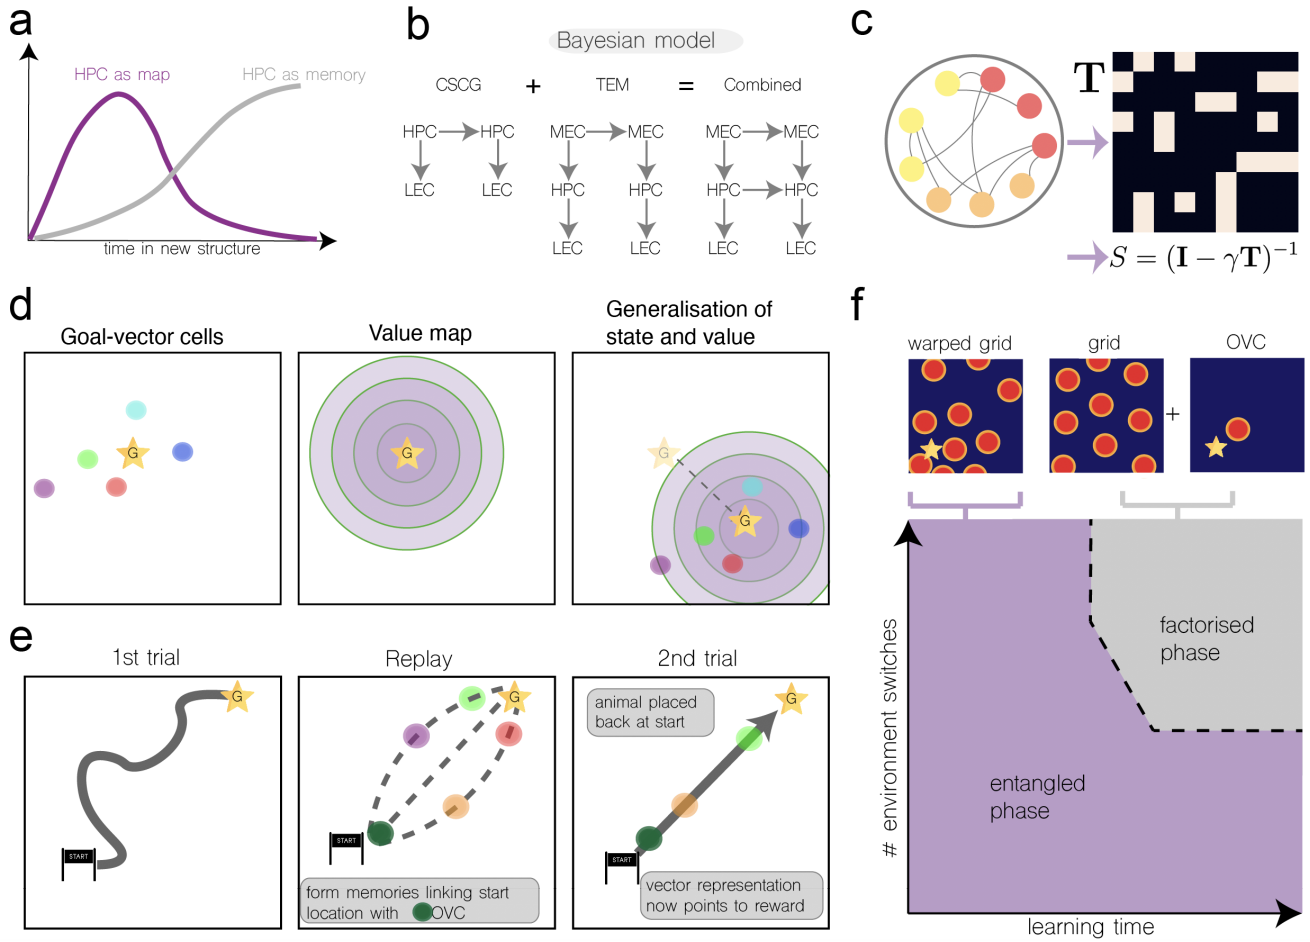 a
HPC as map
HPC as memory
time in new structure
b
Bayesian model
CSCG + TEM = Combined
HPC HPC MEC MEC MEC MEC
LEC LEC HPC HPC HPC HPC
LEC LEC LEC LEC
c
T
S = (I − γT)⁻¹
d
Goal-vector cells
G
Value map
G
Generalisation of
state and value
G
G
e
1st trial
G
START
Replay
G
START
form memories linking start
location with OVC
2nd trial
animal placed
back at start
G
START
vector representation
now points to reward
f
warped grid
grid
+
OVC
# environment switches
factorised
phase
entangled
phase
learning time